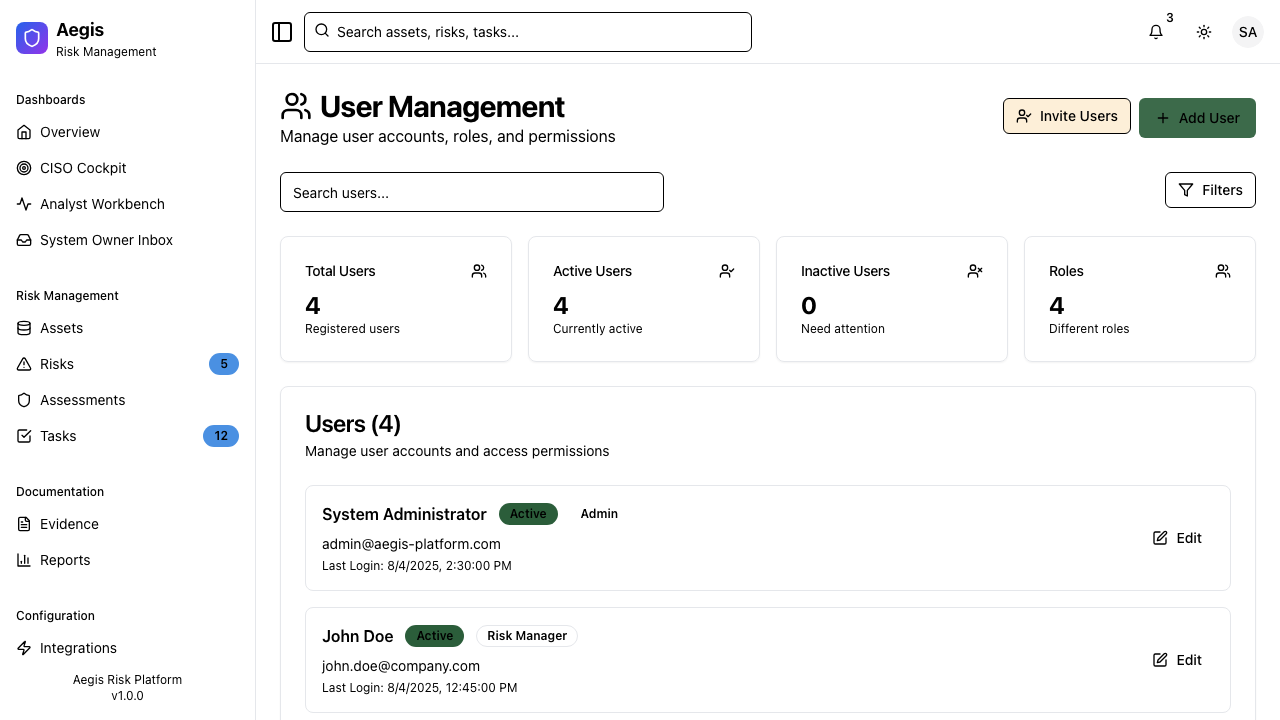 Aegis
Risk Management
Dashboards
Overview
CISO Cockpit
Analyst Workbench
System Owner Inbox
Risk Management
Assets
Risks 5
Assessments
Tasks 12
Documentation
Evidence
Reports
Configuration
Integrations
Aegis Risk Platform
v1.0.0
Search assets, risks, tasks...
3
SA
User Management
Manage user accounts, roles, and permissions
Invite Users
Add User
Search users...
Filters
Total Users
4
Registered users
Active Users
4
Currently active
Inactive Users
0
Need attention
Roles
4
Different roles
Users (4)
Manage user accounts and access permissions
System Administrator Active Admin
admin@aegis-platform.com
Last Login: 8/4/2025, 2:30:00 PM
Edit
John Doe Active Risk Manager
john.doe@company.com
Last Login: 8/4/2025, 12:45:00 PM
Edit